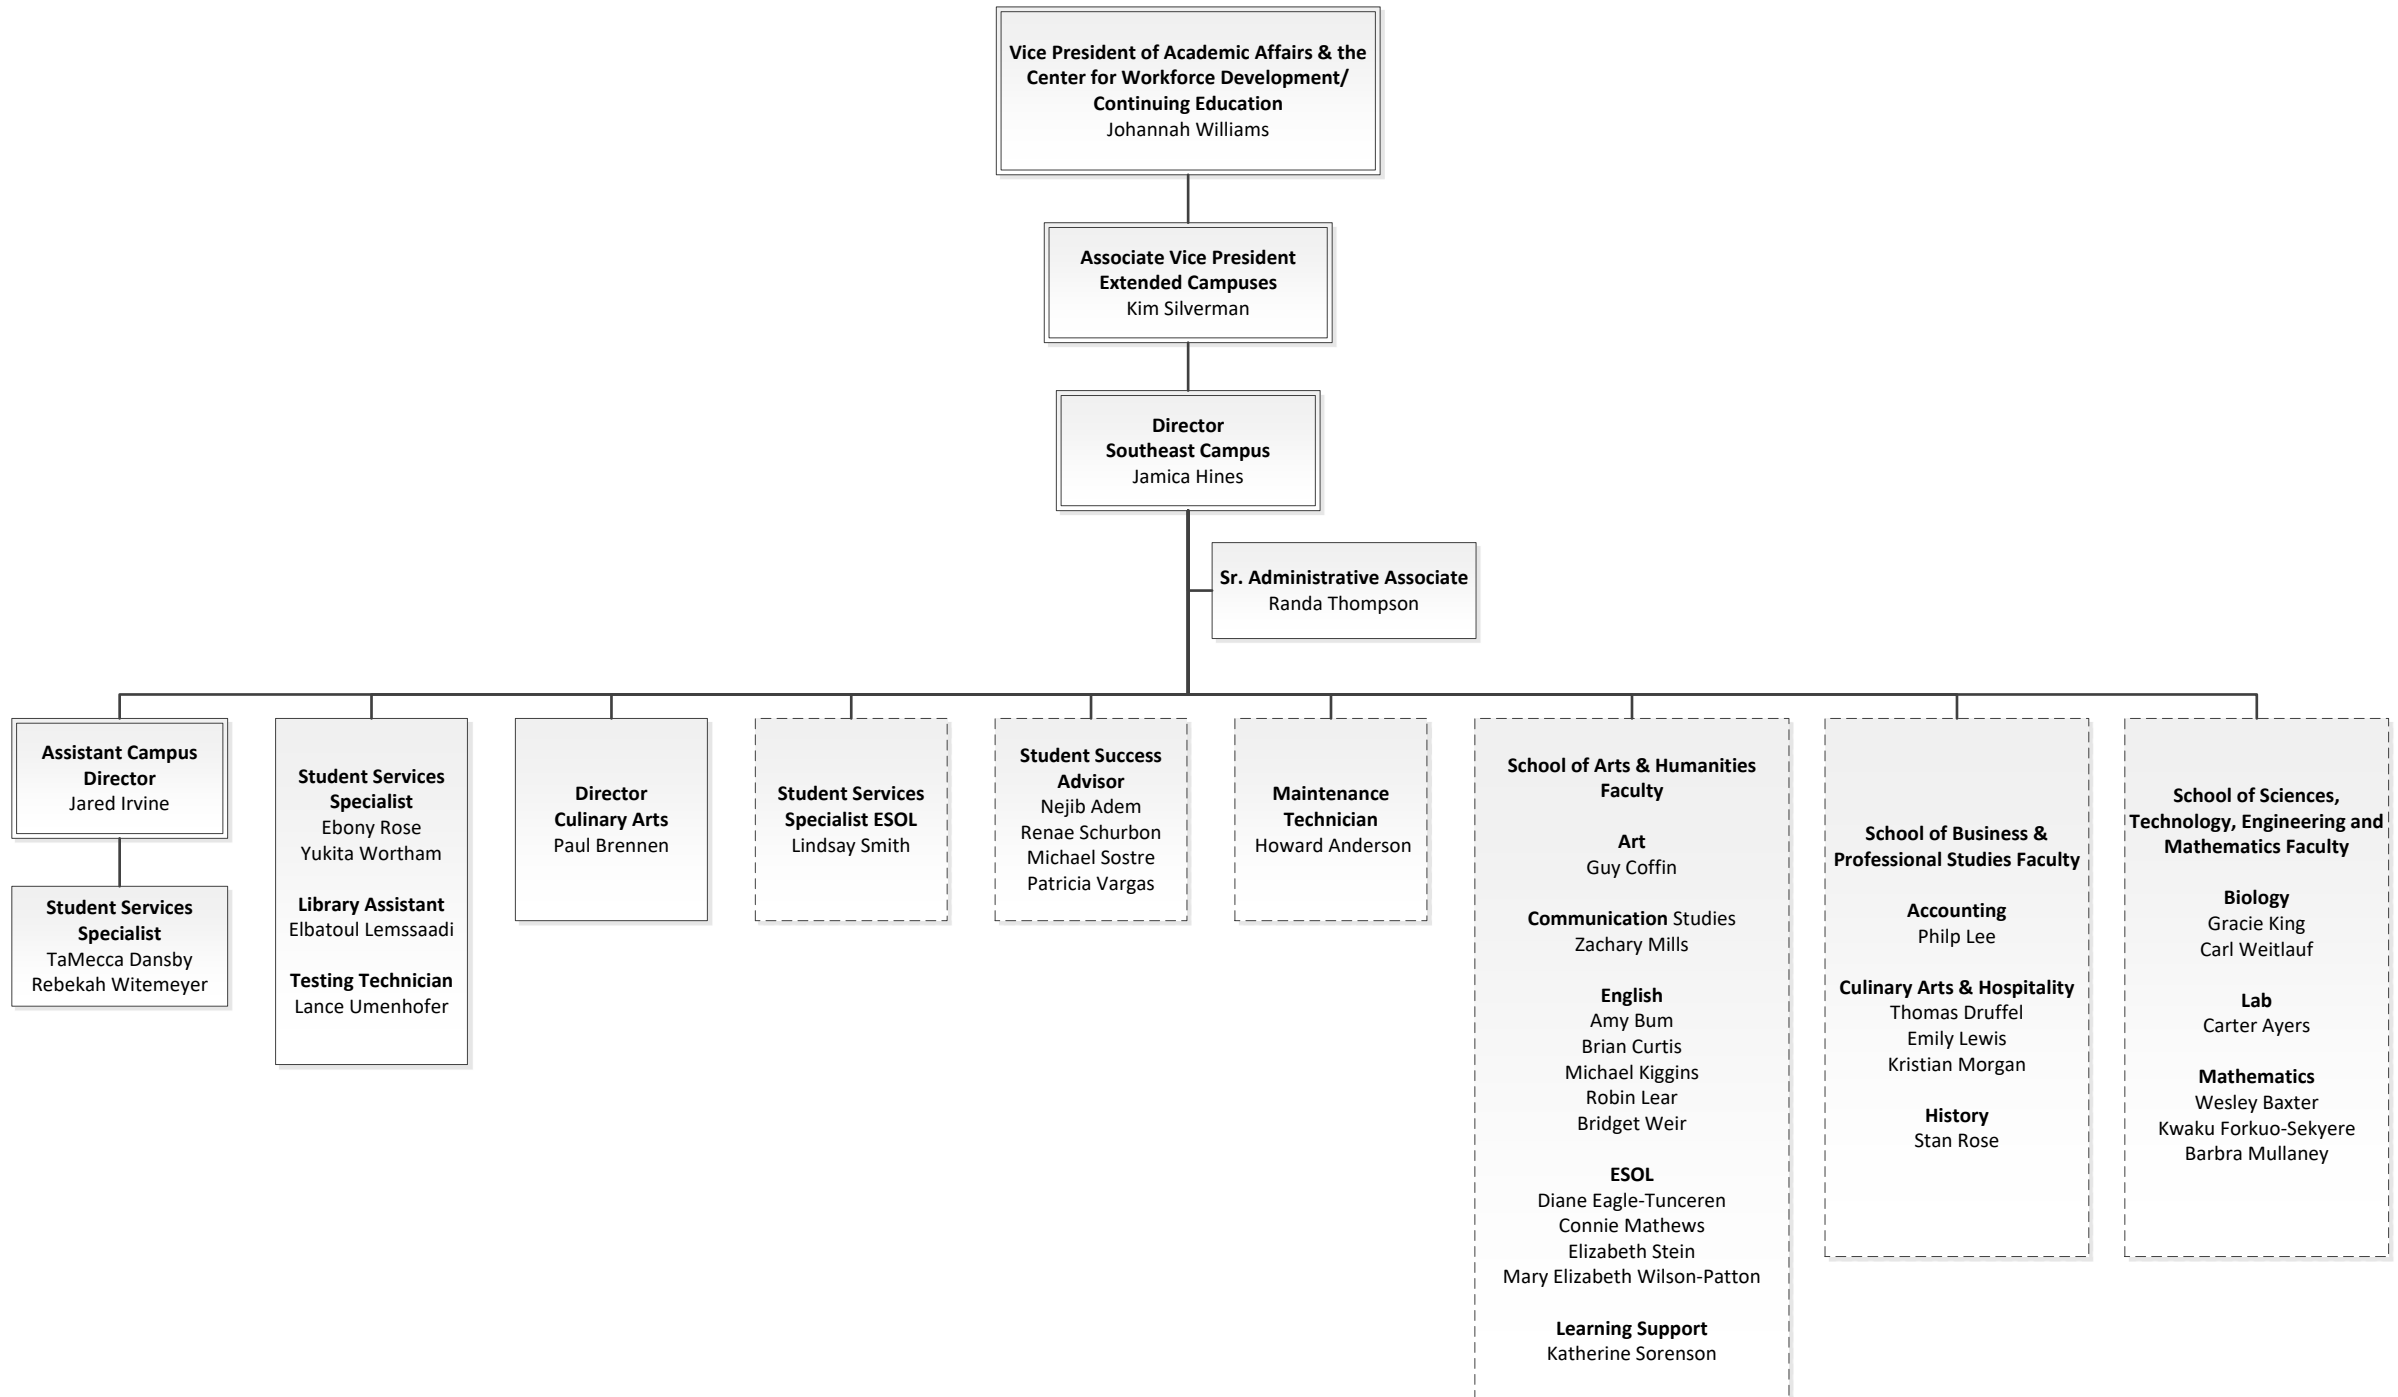 Vice President of Academic Affairs & the
Center for Workforce Development/
Continuing Education
Johannah Williams
Associate Vice President
Extended Campuses
Kim Silverman
Director
Southeast Campus
Jamica Hines
Sr. Administrative Associate
Randa Thompson
Assistant Campus
Director
Jared Irvine
Student Services
Specialist
TaMecca Dansby
Rebekah Witemeyer
Student Services
Specialist
Ebony Rose
Yukita Wortham
Library Assistant
Elbatoul Lemssaadi
Testing Technician
Lance Umenhofer
Director
Culinary Arts
Paul Brennen
Student Services
Specialist ESOL
Lindsay Smith
Student Success
Advisor
Nejib Adem
Renae Schurbon
Michael Sostre
Patricia Vargas
Maintenance
Technician
Howard Anderson
School of Arts & Humanities
Faculty
Art
Guy Coffin
Communication Studies
Zachary Mills
English
Amy Bum
Brian Curtis
Michael Kiggins
Robin Lear
Bridget Weir
ESOL
Diane Eagle-Tunceren
Connie Mathews
Elizabeth Stein
Mary Elizabeth Wilson-Patton
Learning Support
Katherine Sorenson
School of Business &
Professional Studies Faculty
Accounting
Philp Lee
Culinary Arts & Hospitality
Thomas Druffel
Emily Lewis
Kristian Morgan
History
Stan Rose
School of Sciences,
Technology, Engineering and
Mathematics Faculty
Biology
Gracie King
Carl Weitlauf
Lab
Carter Ayers
Mathematics
Wesley Baxter
Kwaku Forkuo-Sekyere
Barbra Mullaney